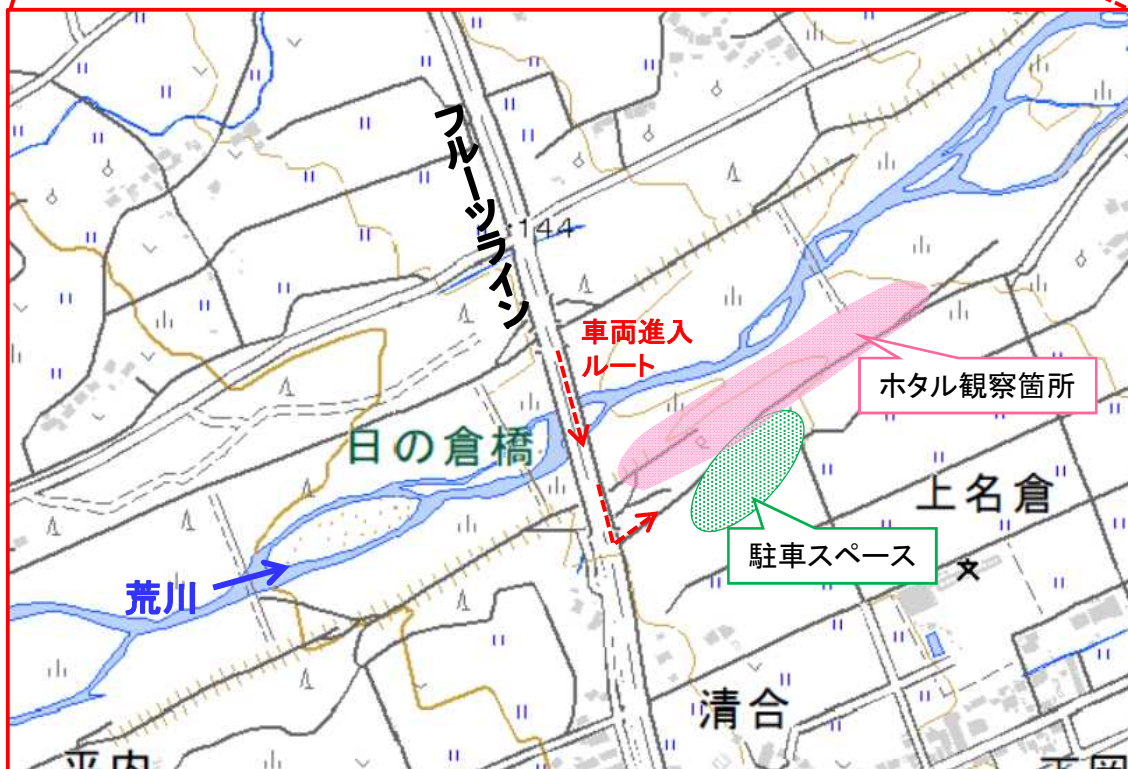 フルーツライン
144
車両進入
ルート
ホタル観察箇所
日の倉橋
上名倉
駐車スペース
荒川
清合